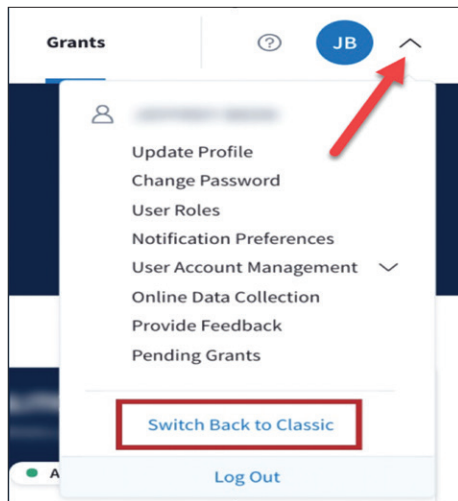 Grants
JB
Update Profile
Change Password
User Roles
Notification Preferences
User Account Management
Online Data Collection
Provide Feedback
Pending Grants
Switch Back to Classic
A
Log Out